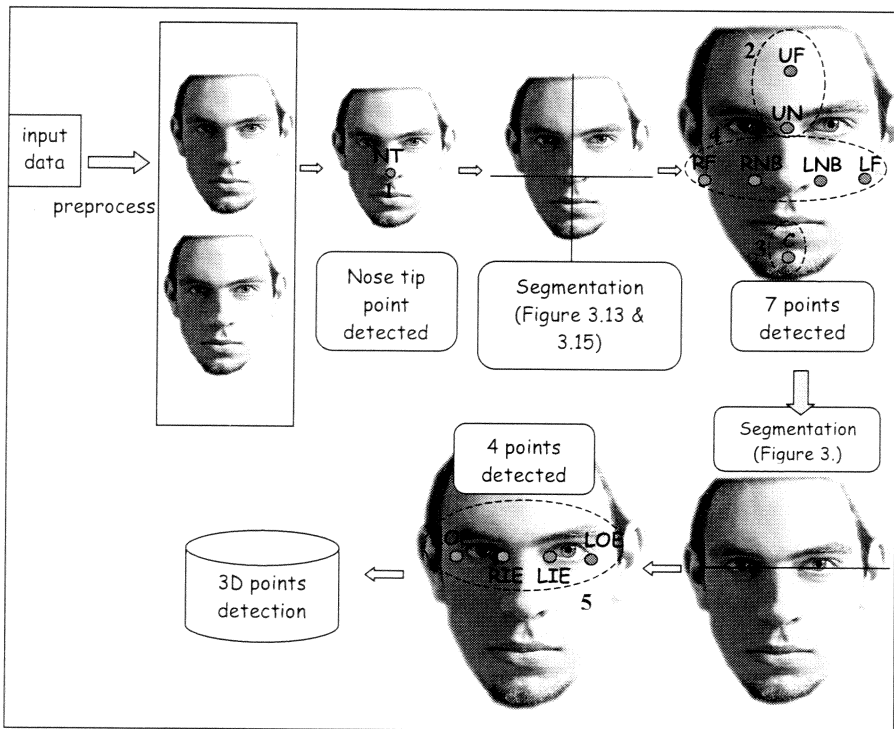 input
data
preprocess
NT
1
Nose tip
point
detected
Segmentation
(Figure 3.13 &
3.15)
2
UF
UN
4
RF RNB LNB LF
3
C
7 points
detected
Segmentation
(Figure 3.)
4 points
detected
LOB
RIE LIE
5
3D points
detection